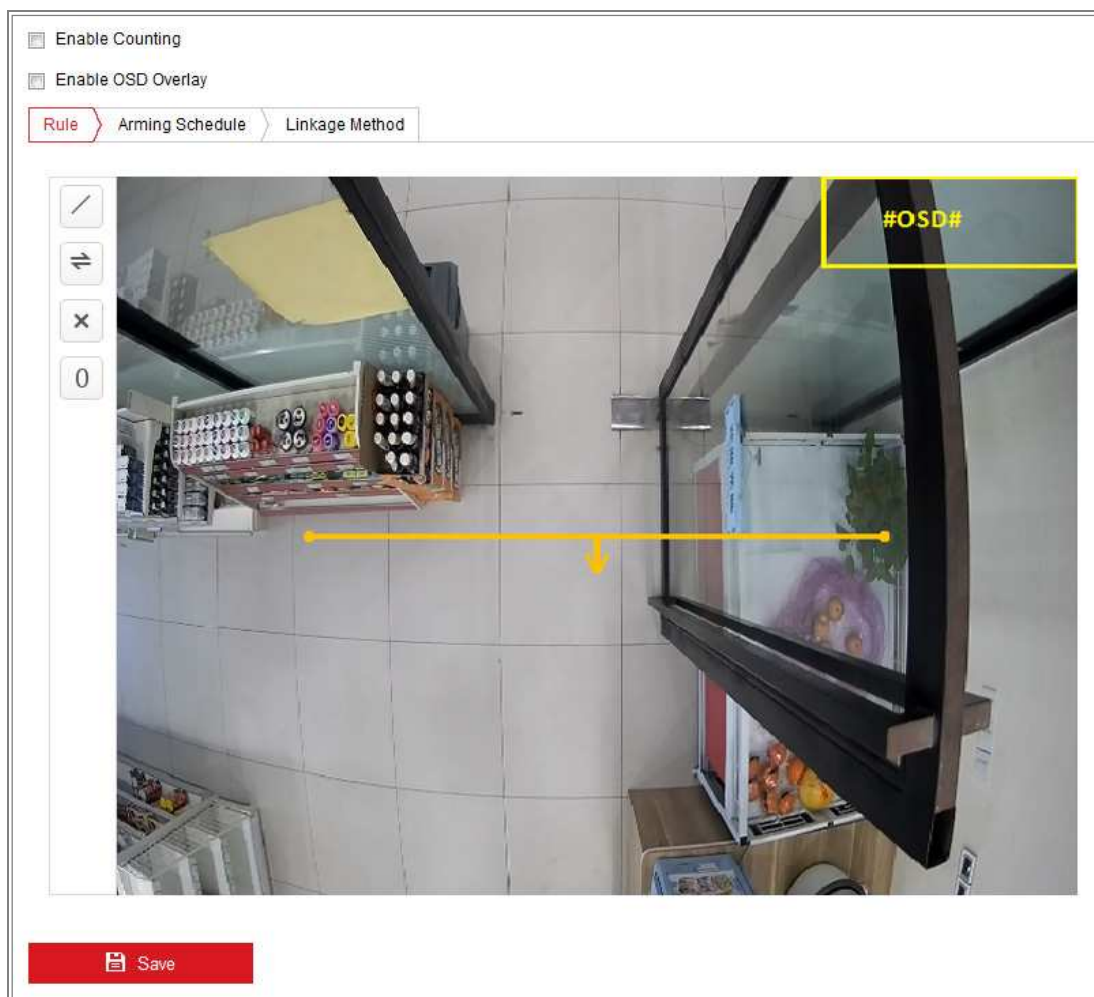 Enable Counting
Enable OSD Overlay
Rule Arming Schedule Linkage Method
#OSD#
0
Save